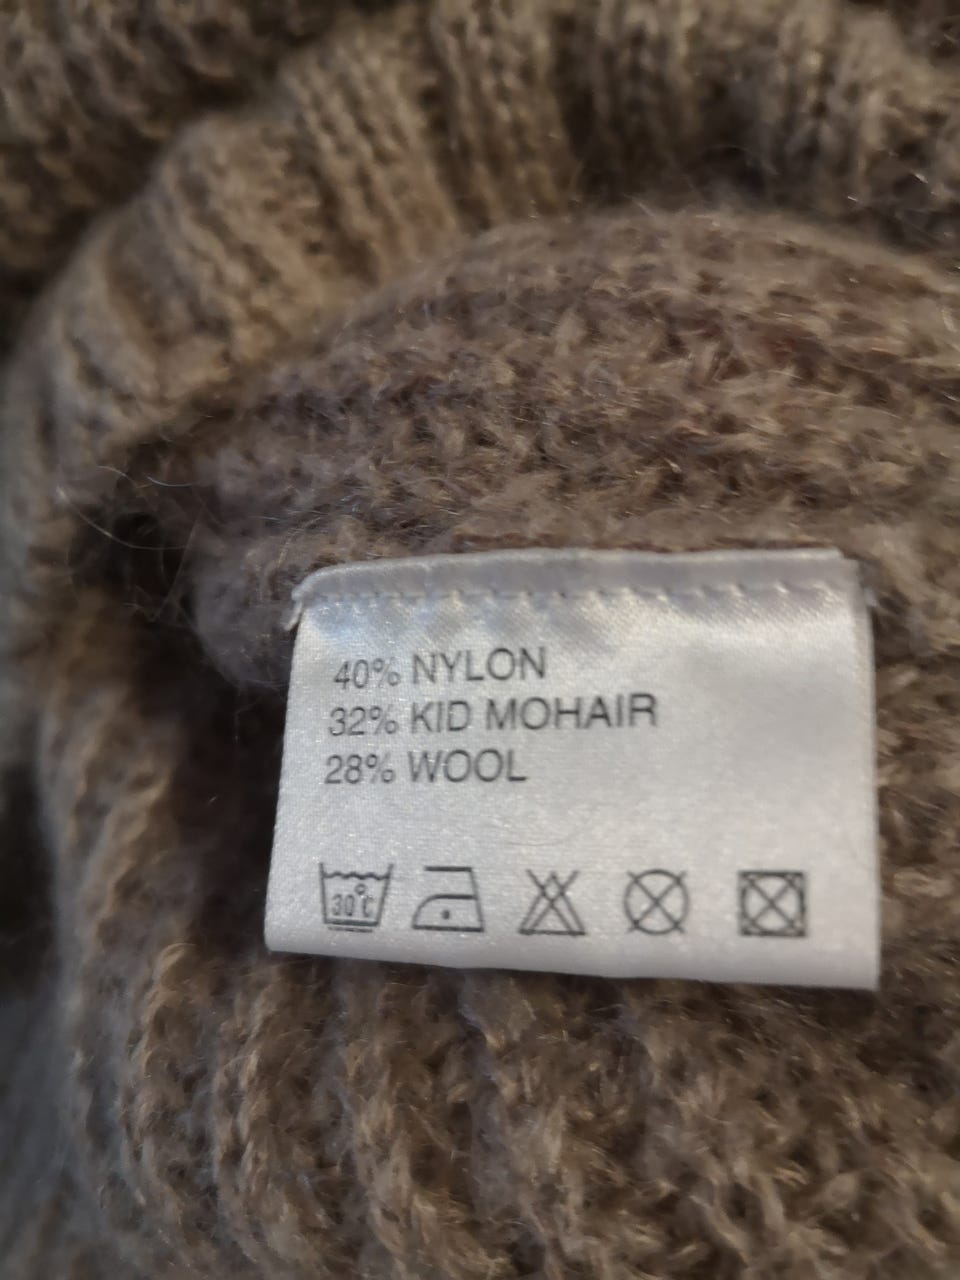 40% NYLON
32% KID MOHAIR
28% WOOL
30°C